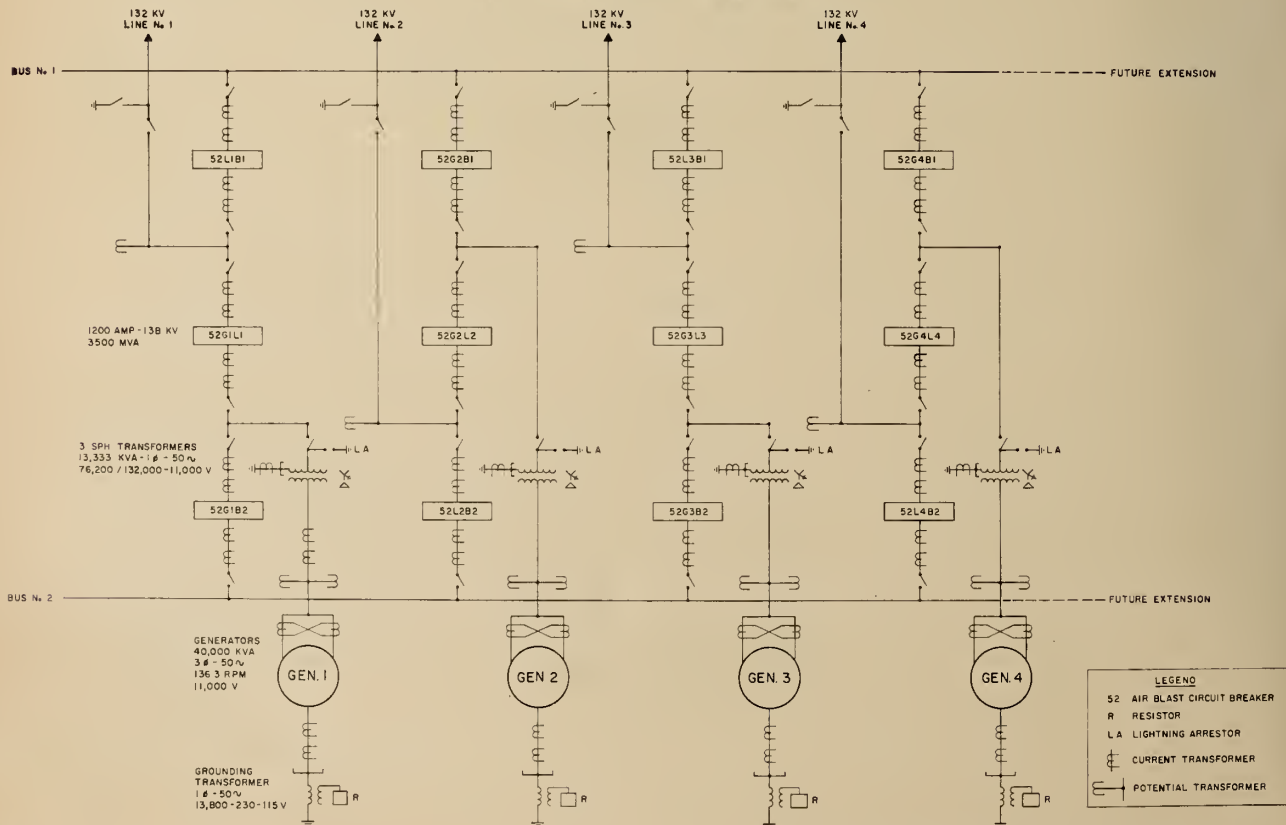 132 KV
LINE No. 1
132 KV
LINE No. 2
132 KV
LINE No. 3
132 KV
LINE No. 4
BUS No. 1
FUTURE EXTENSION
52L1B1
52G2B1
52L3B1
52G4B1
1200 AMP-138 KV
3500 MVA
52G1L1
52G2L2
52G3L3
52G4L4
3 SPH TRANSFORMERS
13,333 KVA-1ø-50~
76,200/132,000-11,000 V
LA
LA
LA
LA
52G1B2
52L2B2
52G3B2
52L4B2
BUS No. 2
FUTURE EXTENSION
GENERATORS
40,000 KVA
3ø-50~
136.3 RPM
11,000 V
GEN. 1
GEN 2
GEN. 3
GEN. 4
GROUNDING
TRANSFORMER
1ø-50~
13,800-230-115 V
R
R
R
R
LEGEND
52 AIR BLAST CIRCUIT BREAKER
R RESISTOR
LA LIGHTNING ARRESTOR
CURRENT TRANSFORMER
POTENTIAL TRANSFORMER